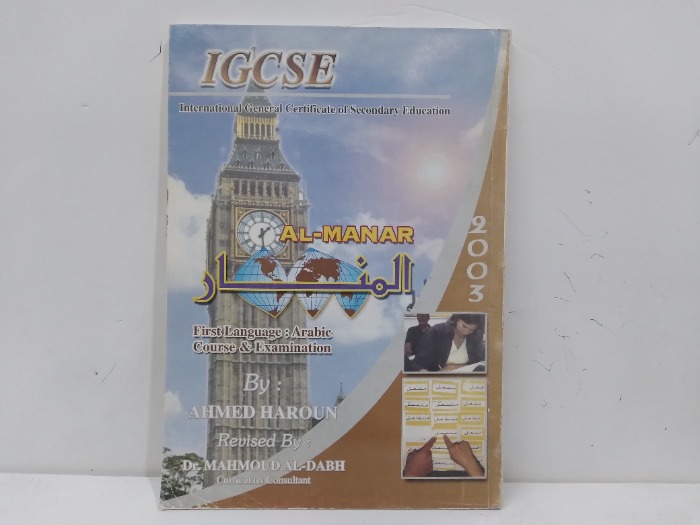 IGCSE
International General Certificate of Secondary Education
AL-MANAR
المنار
2003
First Language : Arabic
Course & Examination
By :
AHMED HAROUN
Revised By :
Dr. MAHMOUD AL-DABH
Curriculum Consultant